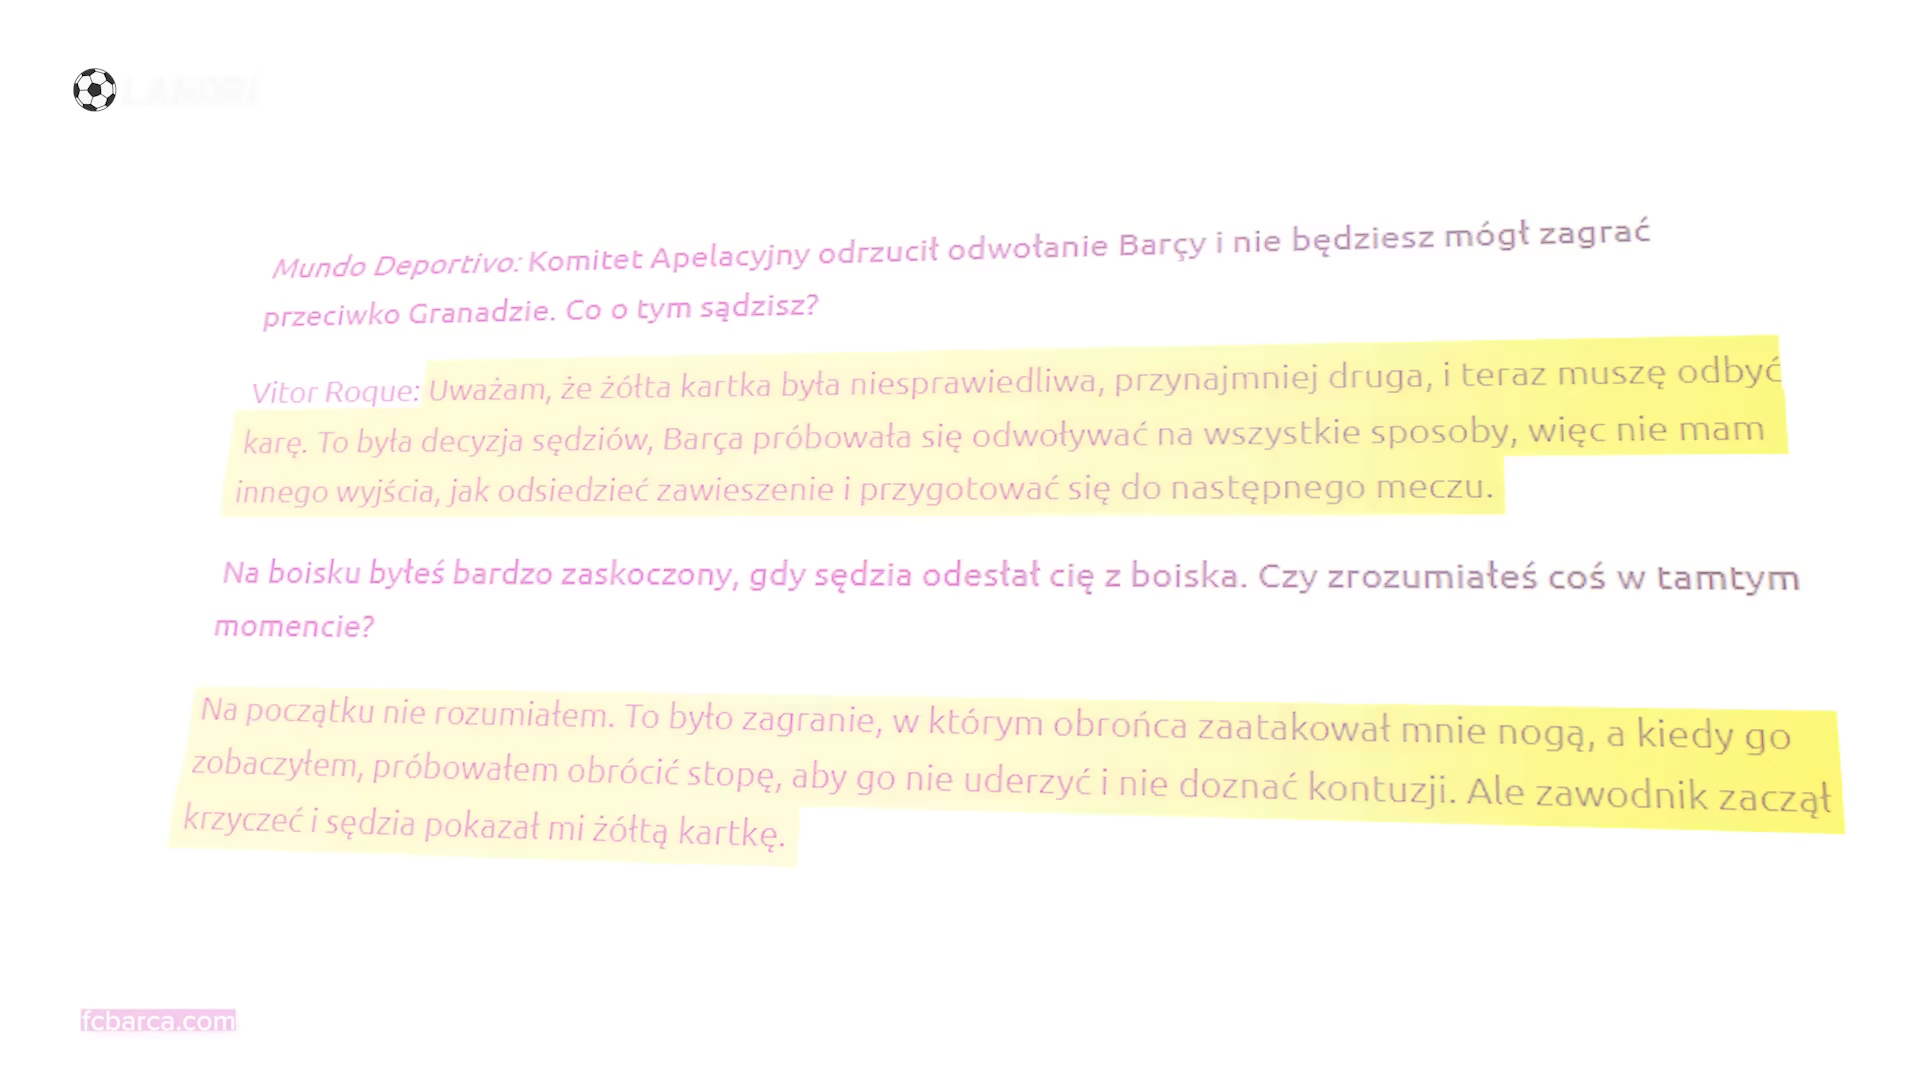 LANDRI
Mundo Deportivo: Komitet Apelacyjny odrzucił odwołanie Barçy i nie będziesz mógł zagrać
przeciwko Granadzie. Co o tym sądzisz?
Vitor Roque: Uważam, że żółta kartka była niesprawiedliwa, przynajmniej druga, i teraz muszę odbyć
karę. To była decyzja sędziów, Barça próbowała się odwoływać na wszystkie sposoby, więc nie mam
innego wyjścia, jak odsiedzieć zawieszenie i przygotować się do następnego meczu.
Na boisku byłeś bardzo zaskoczony, gdy sędzia odesłał cię z boiska. Czy zrozumiałeś coś w tamtym
momencie?
Na początku nie rozumiałem. To było zagranie, w którym obrońca zaatakował mnie nogą, a kiedy go
zobaczyłem, próbowałem obrócić stopę, aby go nie uderzyć i nie doznać kontuzji. Ale zawodnik zaczął
krzyczeć i sędzia pokazał mi żółtą kartkę.
fcbarca.com